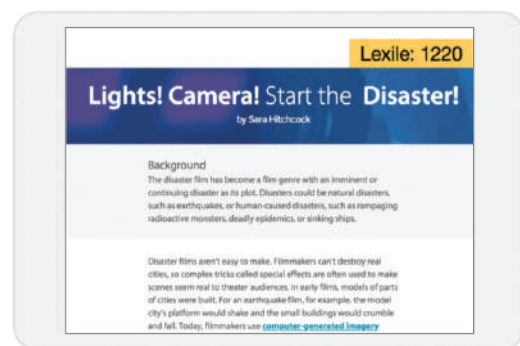 Lexile: 1220
Lights! Camera! Start the Disaster!
by Sara Hitchcock
Background
The disaster film has become a film genre with an imminent or
continuing disaster as its plot. Disasters could be natural disasters,
such as earthquakes, or human-caused disasters, such as rampaging
radioactive monsters, deadly epidemics, or sinking ships.
Disaster films aren't easy to make. Filmmakers can't destroy real
cities, so complex tricks called special effects are often used to make
scenes seem real to theater audiences. In early films, models of parts
of cities were built. For an earthquake film, for example, the model
city's platform would shake and the small buildings would crumble
and fall. Today, filmmakers use computer-generated imagery